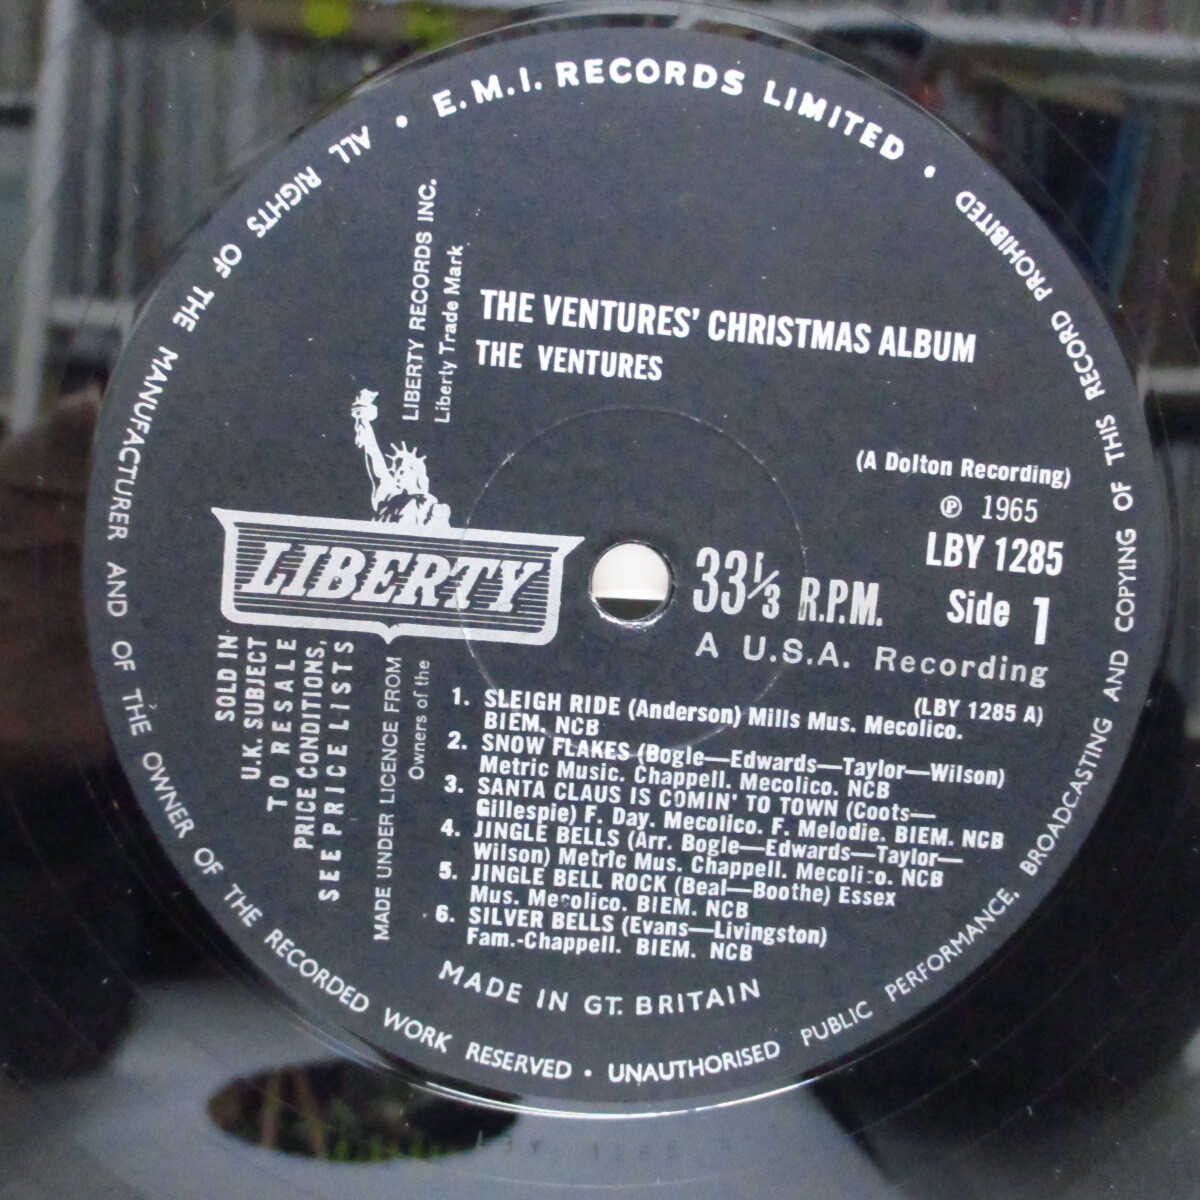 E.M.I. RECORDS LIMITED •
ALL RIGHTS OF THE MANUFACTURER AND OF THE OWNER OF THE RECORDED WORK RESERVED • UNAUTHORISED PUBLIC PERFORMANCE, BROADCASTING AND COPYING OF THIS RECORD PROHIBITED •
LIBERTY RECORDS INC.
Liberty Trade Mark
THE VENTURES' CHRISTMAS ALBUM
THE VENTURES
(A Dolton Recording)
℗ 1965
LBY 1285
Side 1
LIBERTY
33⅓ R.P.M.
A U.S.A. Recording
(LBY 1285 A)
SOLD IN
U.K. SUBJECT
TO RESALE
PRICE CONDITIONS,
SEE PRICE LISTS
MADE UNDER LICENCE FROM
Owners of the
1. SLEIGH RIDE (Anderson) Mills Mus. Mecolico.
BIEM. NCB
2. SNOW FLAKES (Bogle—Edwards—Taylor—Wilson)
Metric Music. Chappell. Mecolico. NCB
3. SANTA CLAUS IS COMIN' TO TOWN (Coots—
Gillespie) F. Day. Mecolico. F. Melodie. BIEM. NCB
4. JINGLE BELLS (Arr. Bogle—Edwards—Taylor—
Wilson) Metric Mus. Chappell. Mecolico. NCB
5. JINGLE BELL ROCK (Beal—Boothe) Essex
Mus. Mecolico. BIEM. NCB
6. SILVER BELLS (Evans—Livingston)
Fam.-Chappell. BIEM. NCB
MADE IN GT. BRITAIN